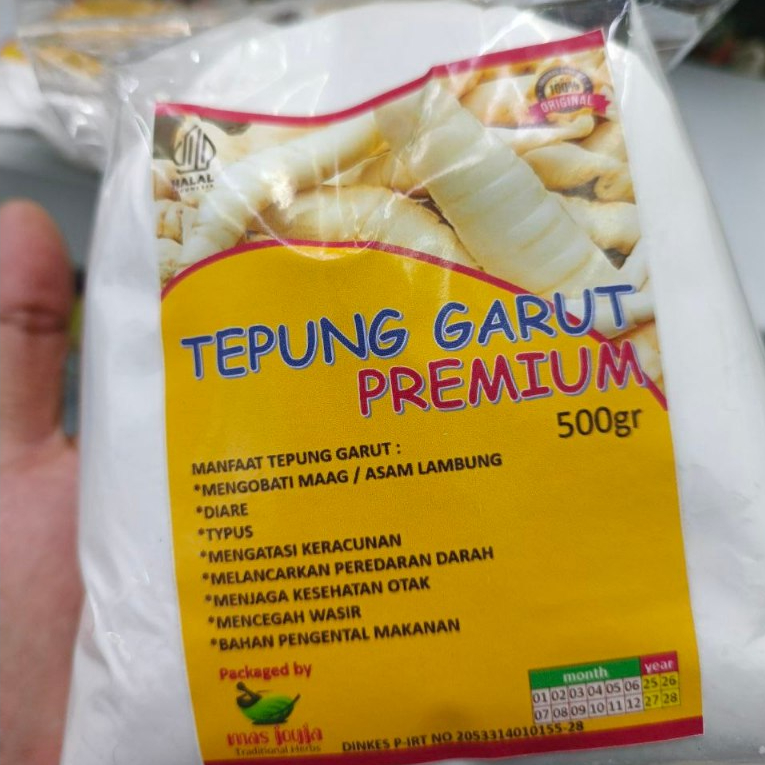 HALAL
INDONESIA
100%
ORIGINAL
TEPUNG GARUT
PREMIUM
500gr
MANFAAT TEPUNG GARUT :
*MENGOBATI MAAG / ASAM LAMBUNG
*DIARE
*TYPUS
*MENGATASI KERACUNAN
*MELANCARKAN PEREDARAN DARAH
*MENJAGA KESEHATAN OTAK
*MENCEGAH WASIR
*BAHAN PENGENTAL MAKANAN
Packaged by
mas jogja
Traditional Herbs
month year
01 02 03 04 05 06 25 26
07 08 09 10 11 12 27 28
DINKES P-IRT NO 2053314010155-28